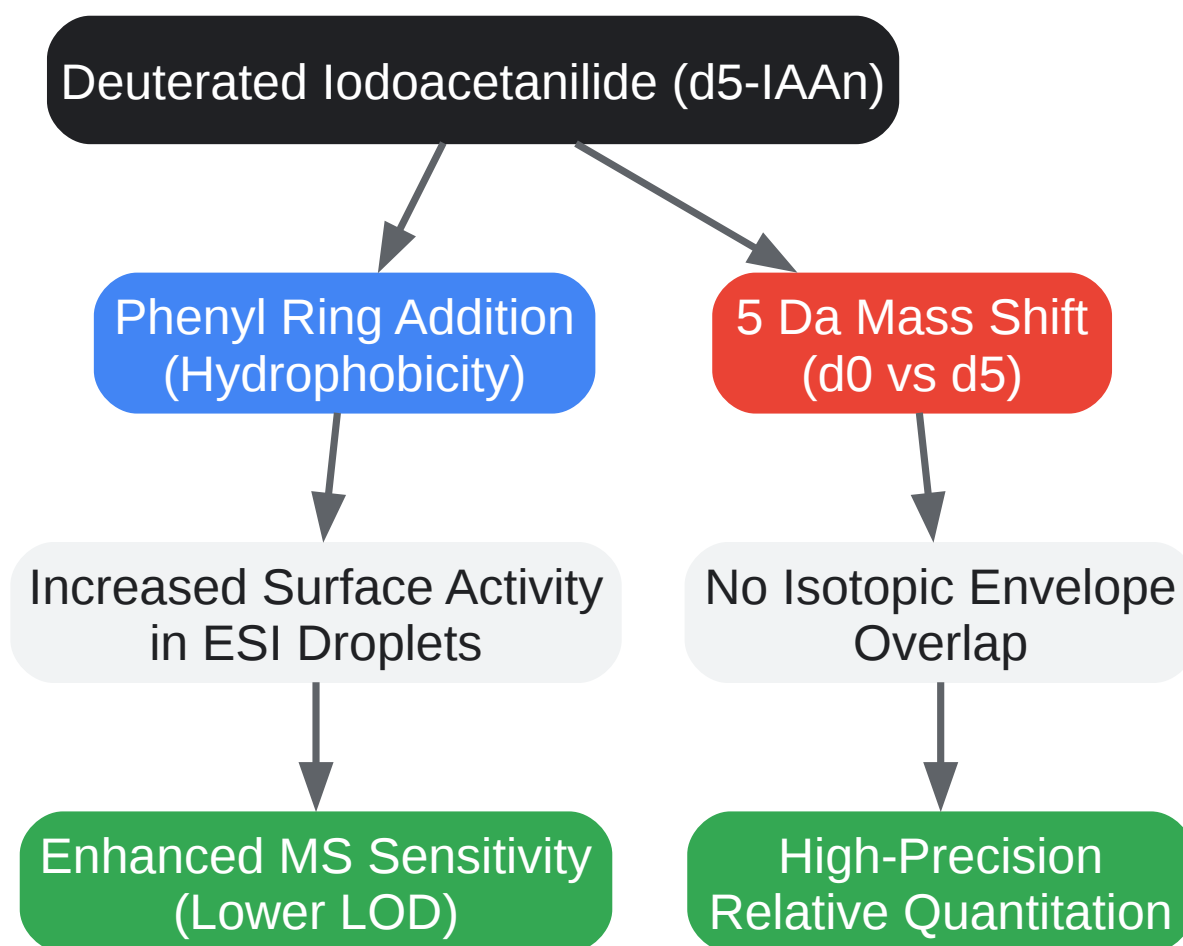 Deuterated Iodoacetanilide (d5-IAAn)
Phenyl Ring Addition
(Hydrophobicity)
5 Da Mass Shift
(d0 vs d5)
Increased Surface Activity
in ESI Droplets
No Isotopic Envelope
Overlap
Enhanced MS Sensitivity
(Lower LOD)
High-Precision
Relative Quantitation